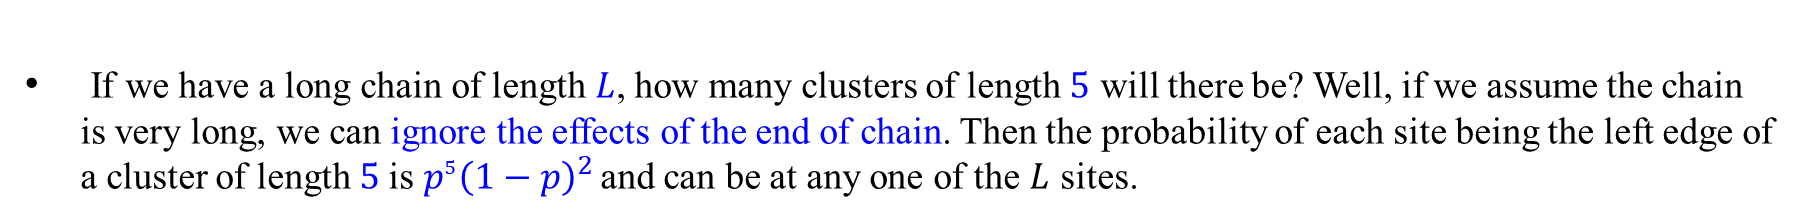 • If we have a long chain of length L, how many clusters of length 5 will there be? Well, if we assume the chain
is very long, we can ignore the effects of the end of chain. Then the probability of each site being the left edge of
a cluster of length 5 is p⁵(1 − p)² and can be at any one of the L sites.